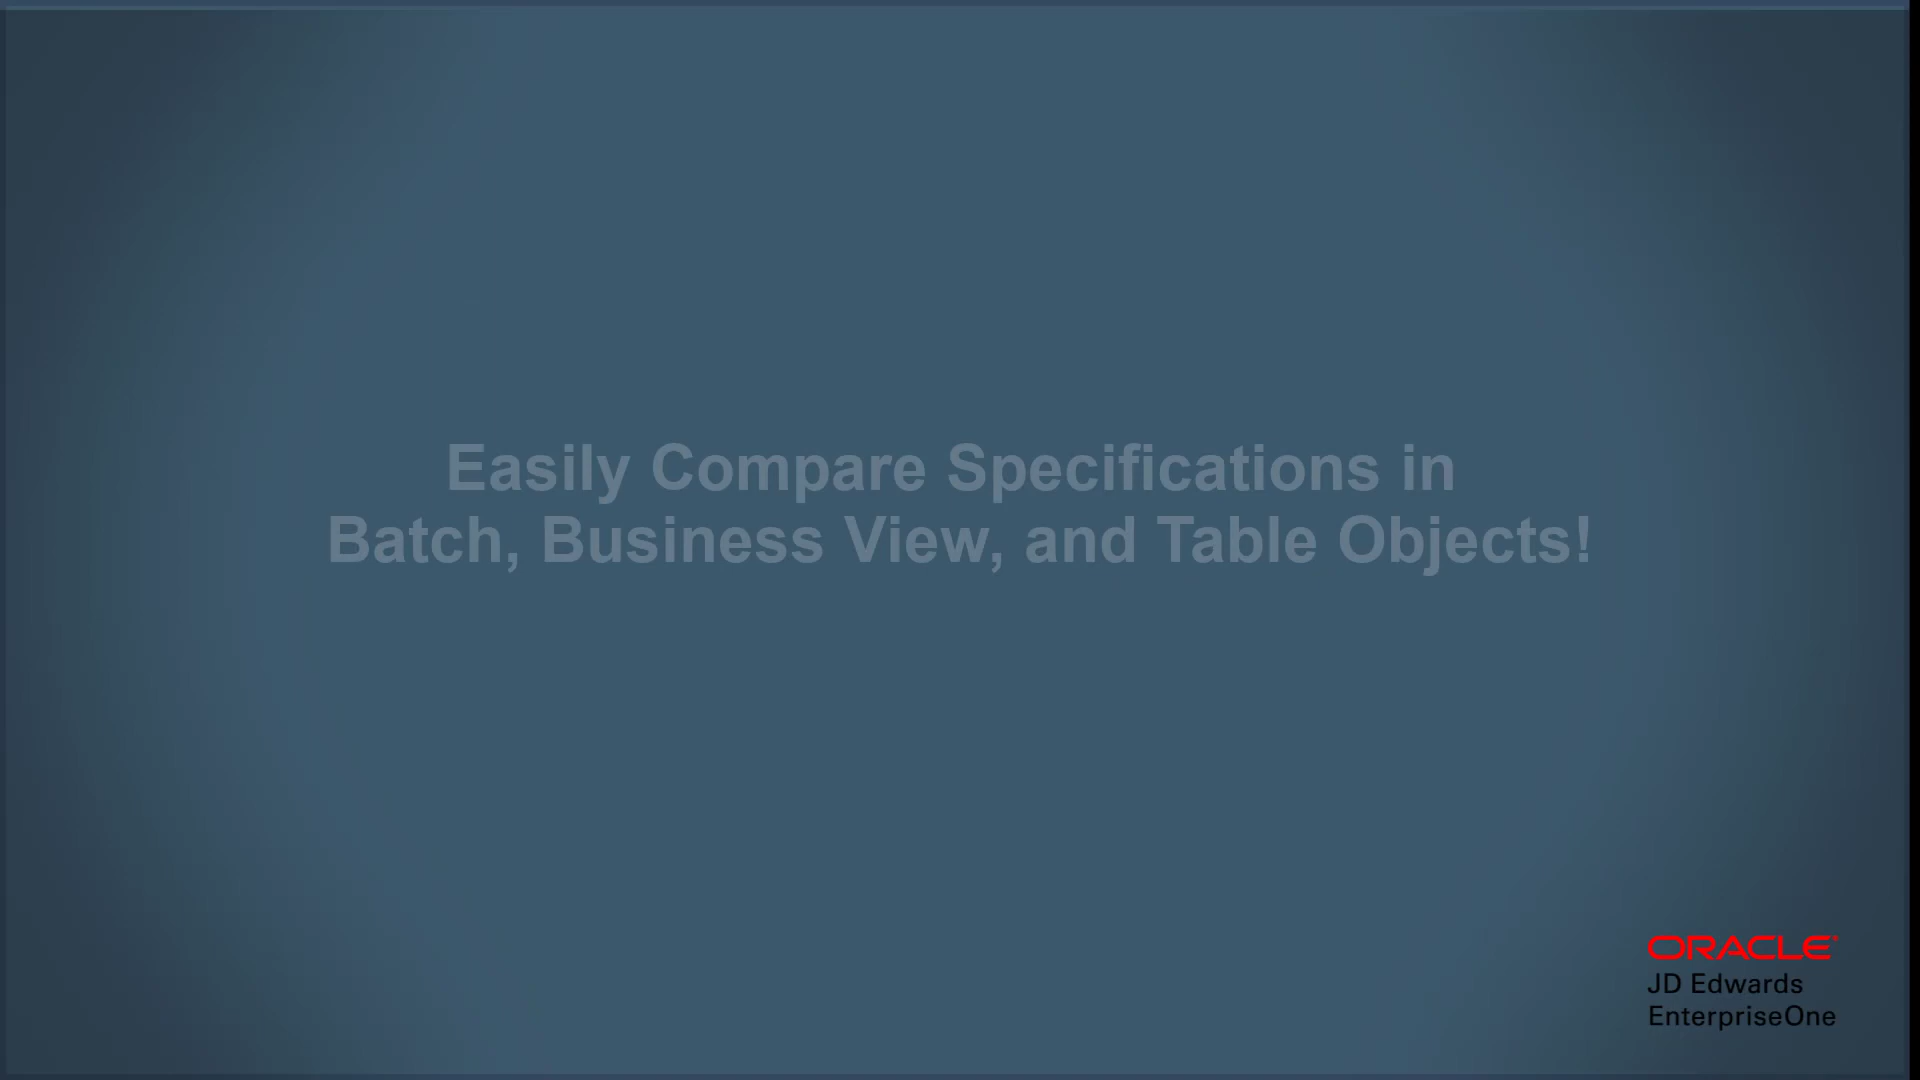 Easily Compare Specifications in
Batch, Business View, and Table Objects!
ORACLE®
JD Edwards
EnterpriseOne